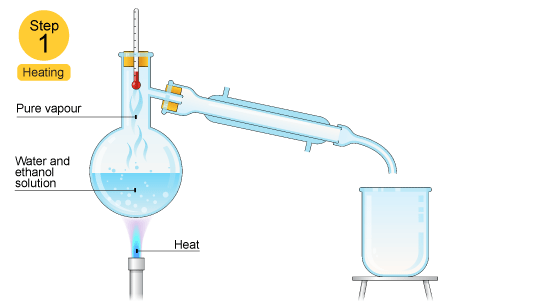 Step
1
Heating
Pure vapour
Water and
ethanol
solution
Heat